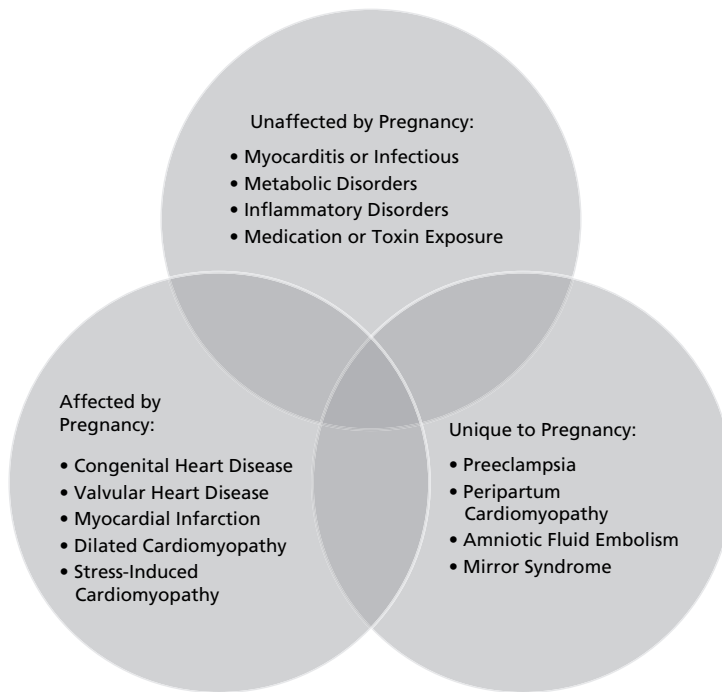 Unaffected by Pregnancy:
• Myocarditis or Infectious
• Metabolic Disorders
• Inflammatory Disorders
• Medication or Toxin Exposure
Affected by
Pregnancy:
• Congenital Heart Disease
• Valvular Heart Disease
• Myocardial Infarction
• Dilated Cardiomyopathy
• Stress-Induced
Cardiomyopathy
Unique to Pregnancy:
• Preeclampsia
• Peripartum
Cardiomyopathy
• Amniotic Fluid Embolism
• Mirror Syndrome